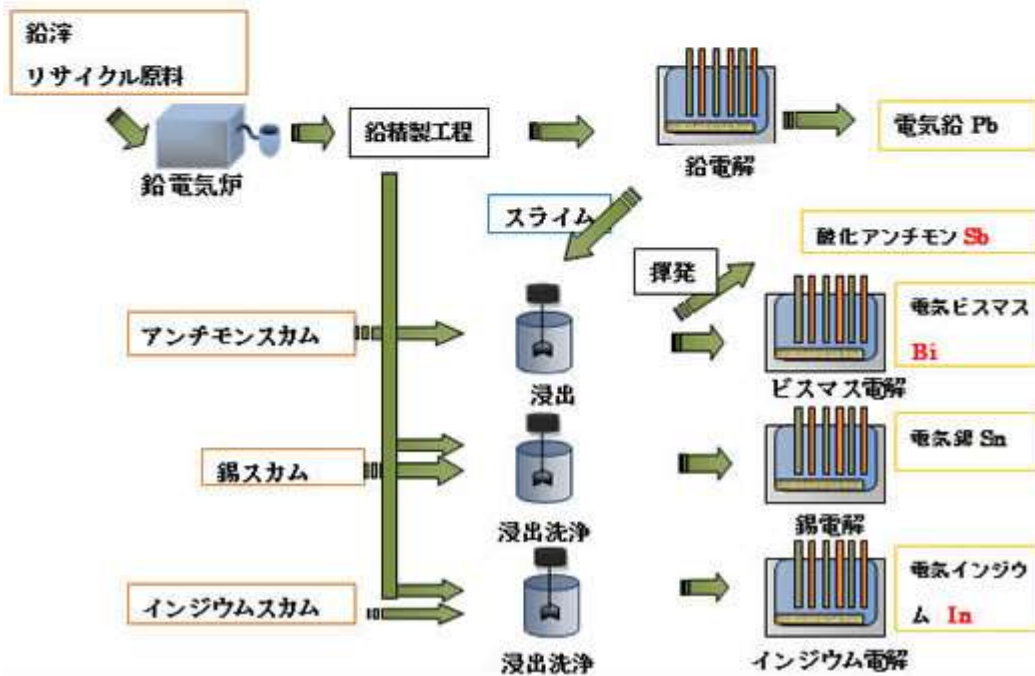 鉛滓
リサイクル原料
鉛電気炉
鉛精製工程
鉛電解
電気鉛 Pb
スライム
揮発
酸化アンチモン Sb
アンチモンスカム
浸出
電気ビスマス
Bi
ビスマス電解
錫スカム
浸出洗浄
電気錫 Sn
錫電解
インジウムスカム
浸出洗浄
電気インジウ
ム In
インジウム電解